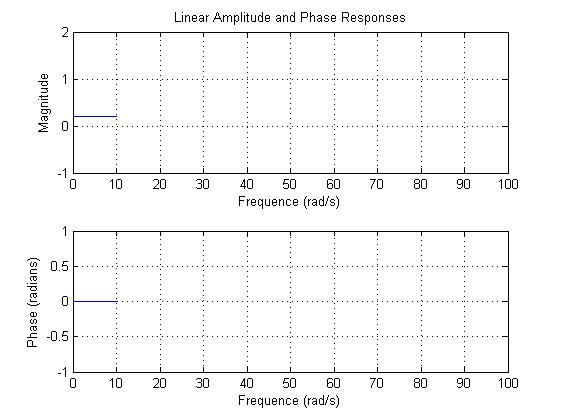 Linear Amplitude and Phase Responses
2
1
0
-1
Magnitude
0 10 20 30 40 50 60 70 80 90 100
Frequence (rad/s)
1
0.5
0
-0.5
-1
Phase (radians)
0 10 20 30 40 50 60 70 80 90 100
Frequence (rad/s)